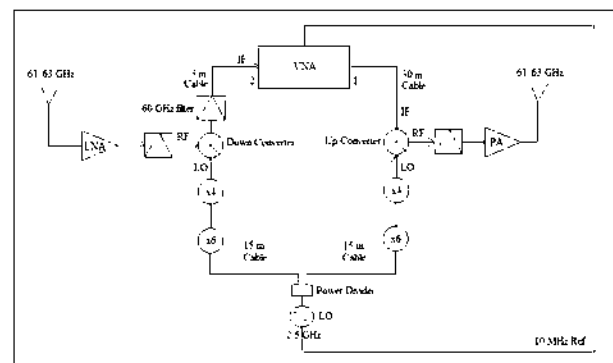 IF
VNA
2
1
m
Cable
30 m
Cable
61-63 GHz
61-63 GHz
60 GHz filter
IF
LNA
RF
Down Converter
Up Converter
RF
PA
LO
LO
x4
x4
x6
x6
15 m
Cable
15 m
Cable
Power Divider
LO
2.5 GHz
10 MHz Ref